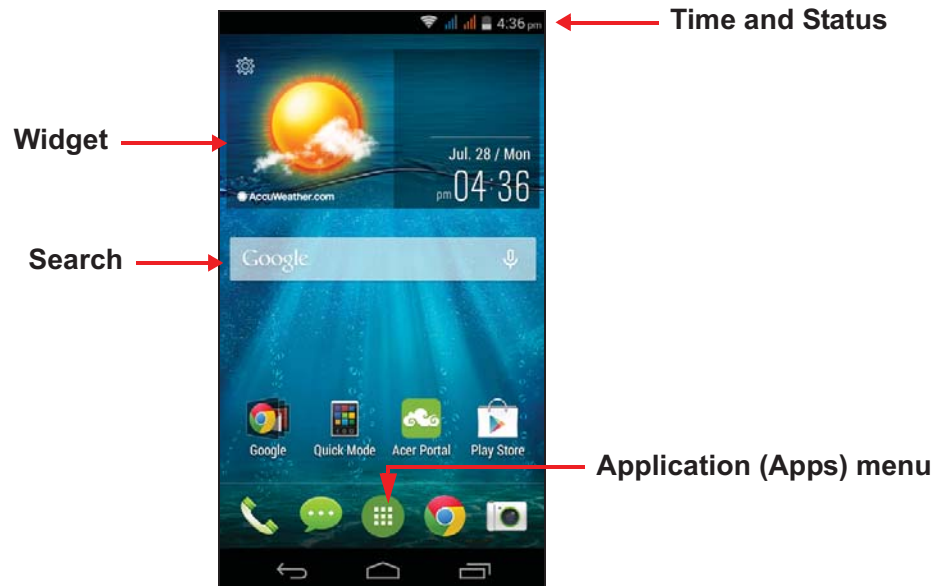 4:36 pm
Time and Status
Widget
Jul. 28 / Mon
pm 04:36
AccuWeather.com
Search
Google
Google
Quick Mode
Acer Portal
Play Store
Application (Apps) menu